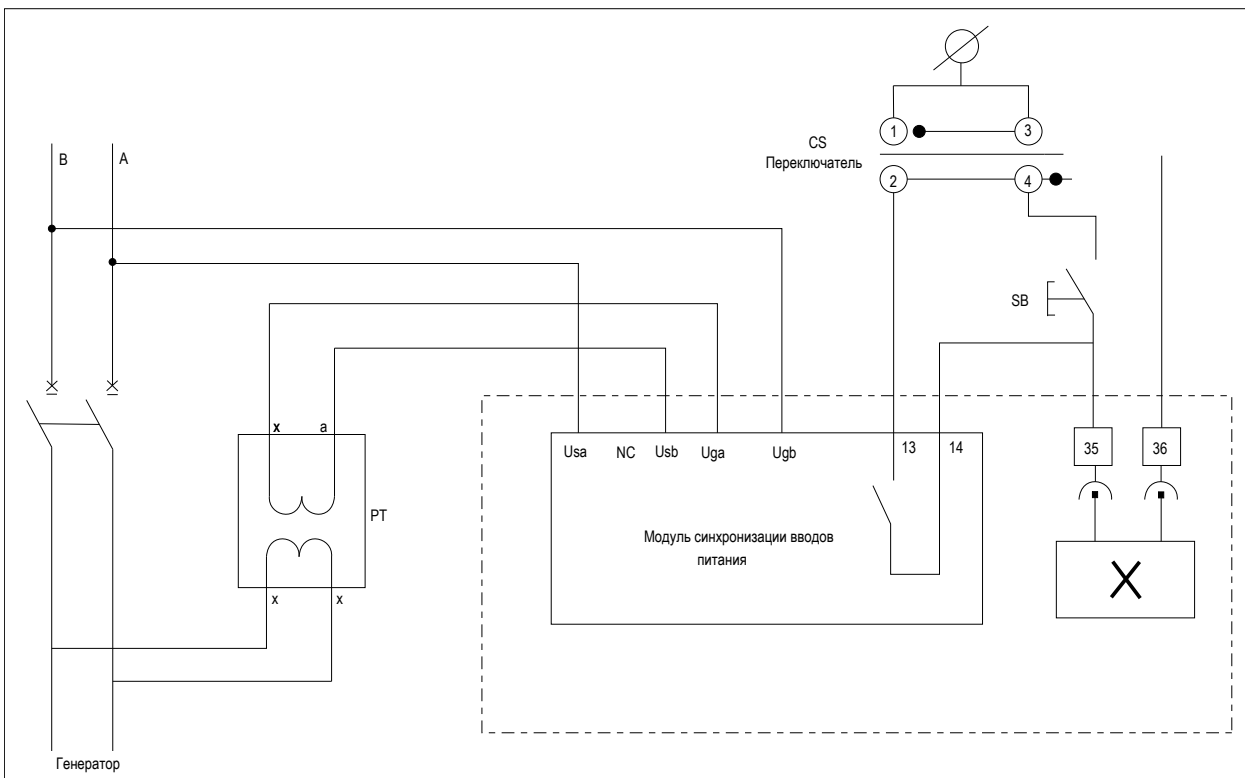 1
3
CS
Переключатель
2
4
B
A
SB
x
a
PT
x
x
Usa
NC
Usb
Uga
Ugb
13
14
35
36
Модуль синхронизации вводов
питания
X
Генератор